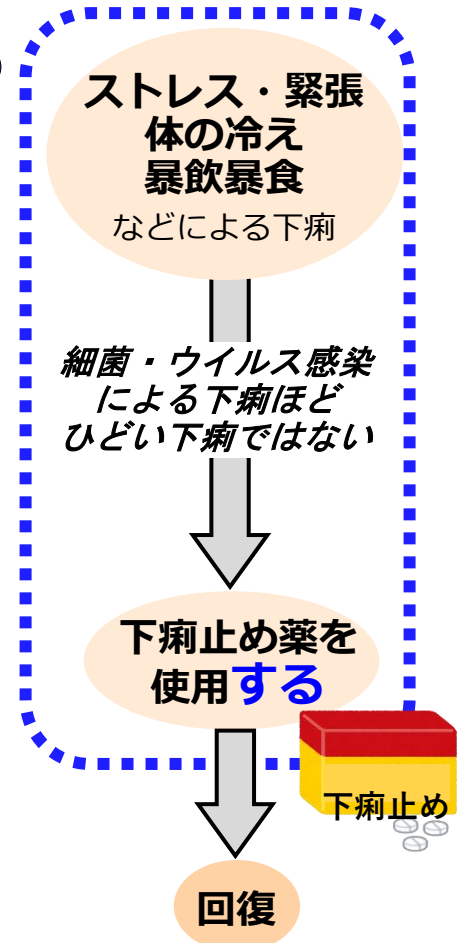 ストレス・緊張
体の冷え
暴飲暴食
などによる下痢
細菌・ウイルス感染
による下痢ほど
ひどい下痢ではない
下痢止め薬を
使用する
下痢止め
回復